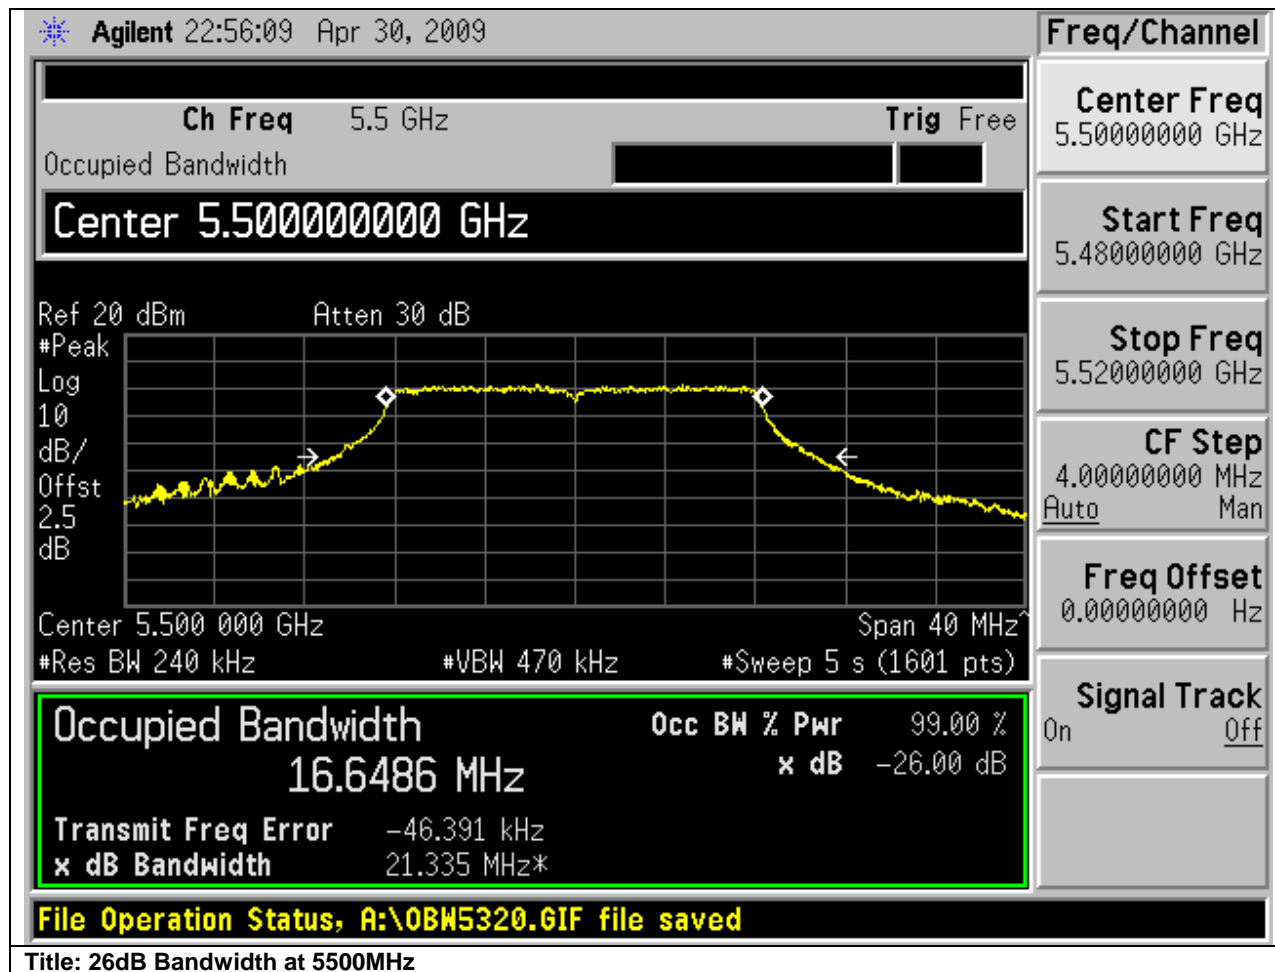 Agilent 22:56:09 Apr 30, 2009
Freq/Channel
Ch Freq 5.5 GHz Trig Free
Occupied Bandwidth
Center 5.500000000 GHz
Ref 20 dBm Atten 30 dB
#Peak
Log
10
dB/
Offst
2.5
dB
Center 5.500 000 GHz Span 40 MHz^
#Res BW 240 kHz #VBW 470 kHz #Sweep 5 s (1601 pts)
Occupied Bandwidth Occ BW % Pwr 99.00 %
16.6486 MHz x dB -26.00 dB
Transmit Freq Error -46.391 kHz
x dB Bandwidth 21.335 MHz*
File Operation Status, A:\OBW5320.GIF file saved
Center Freq
5.50000000 GHz
Start Freq
5.48000000 GHz
Stop Freq
5.52000000 GHz
CF Step
4.00000000 MHz
Auto Man
Freq Offset
0.00000000 Hz
Signal Track
On Off
Title: 26dB Bandwidth at 5500MHz